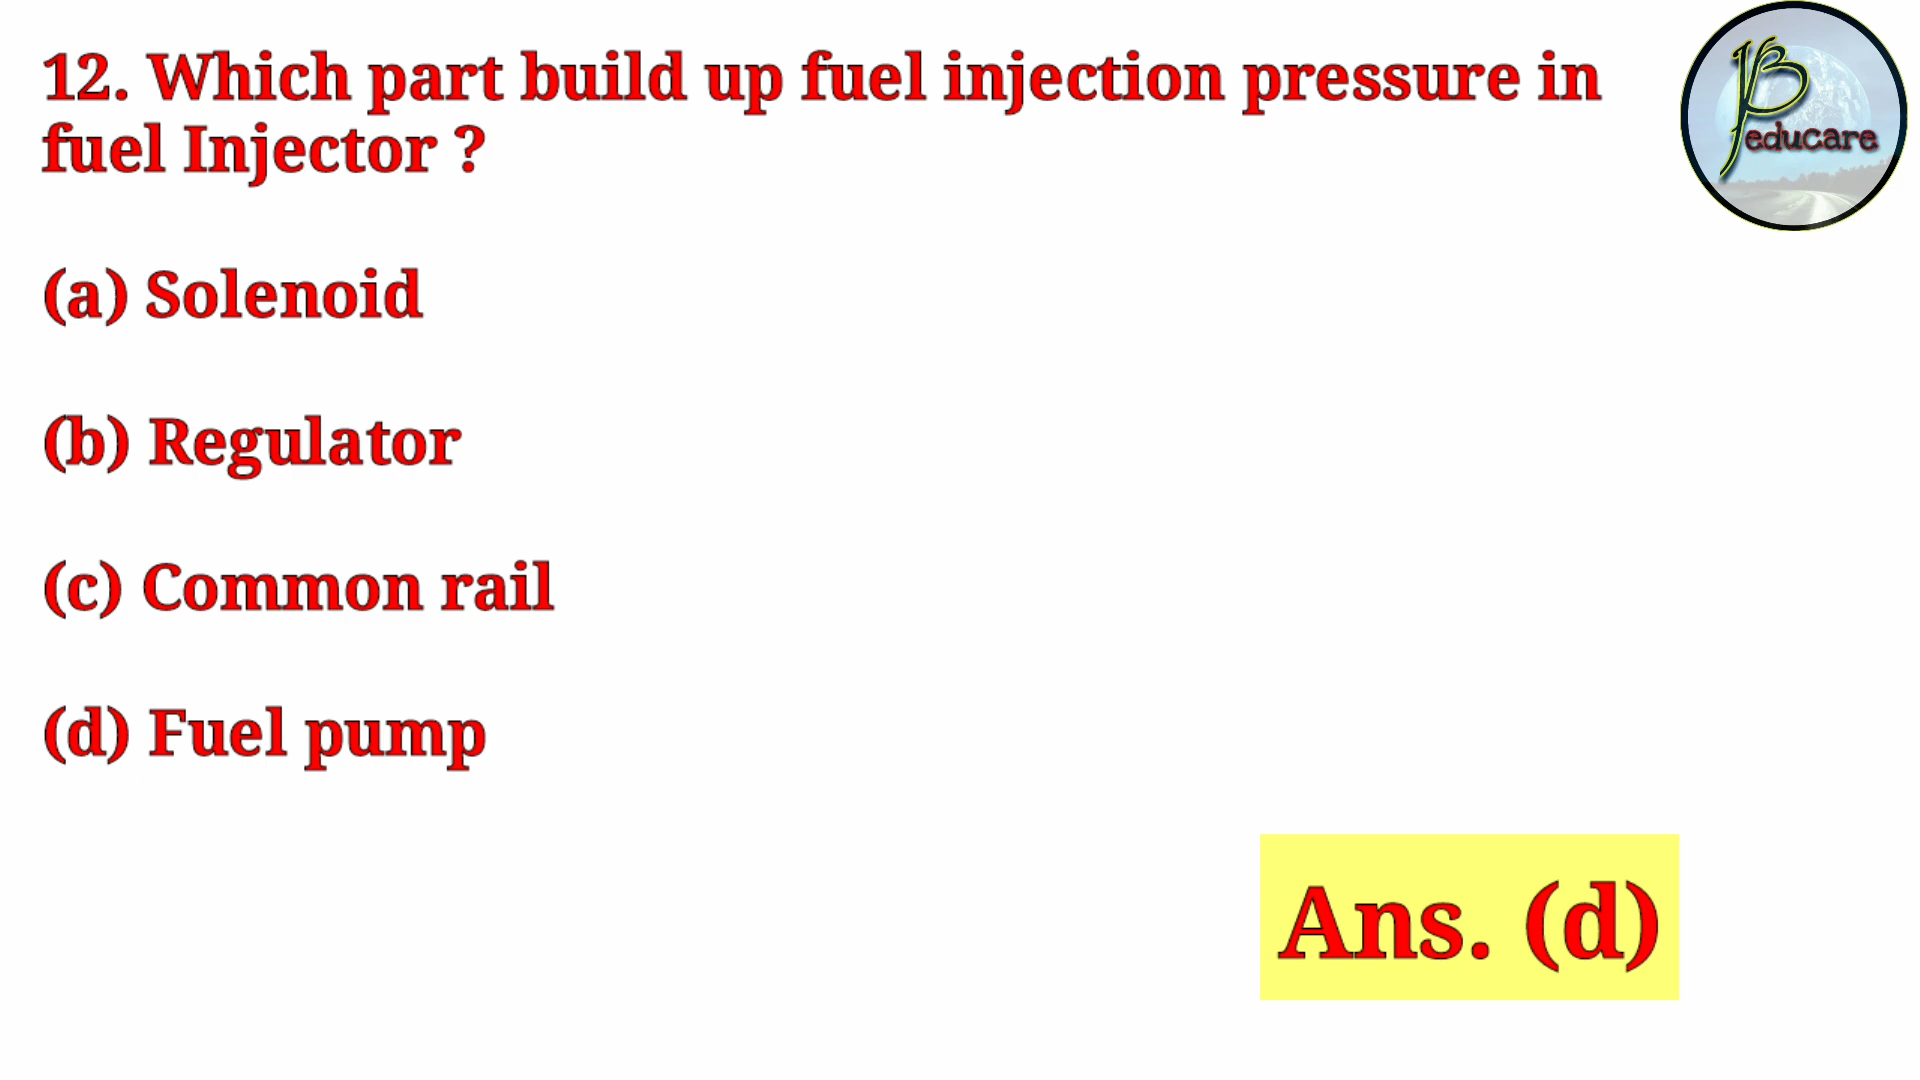 12. Which part build up fuel injection pressure in
fuel Injector ?
(a) Solenoid
(b) Regulator
(c) Common rail
(d) Fuel pump
Ans. (d)
educare